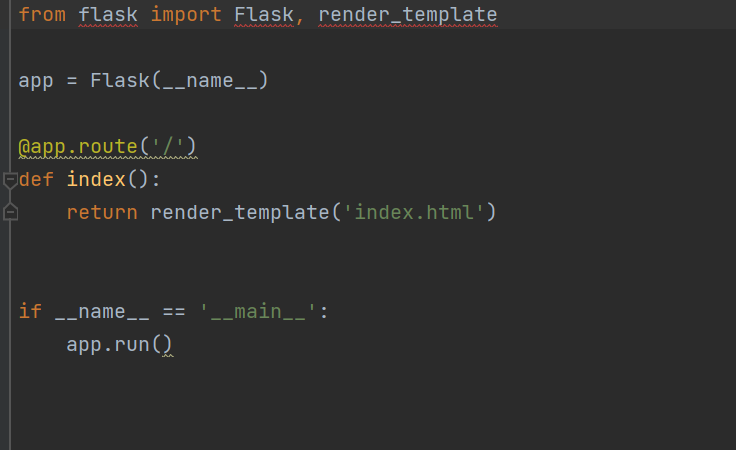 from flask import Flask, render_template
app = Flask(__name__)
@app.route('/')
def index():
    return render_template('index.html')
if __name__ == '__main__':
    app.run()